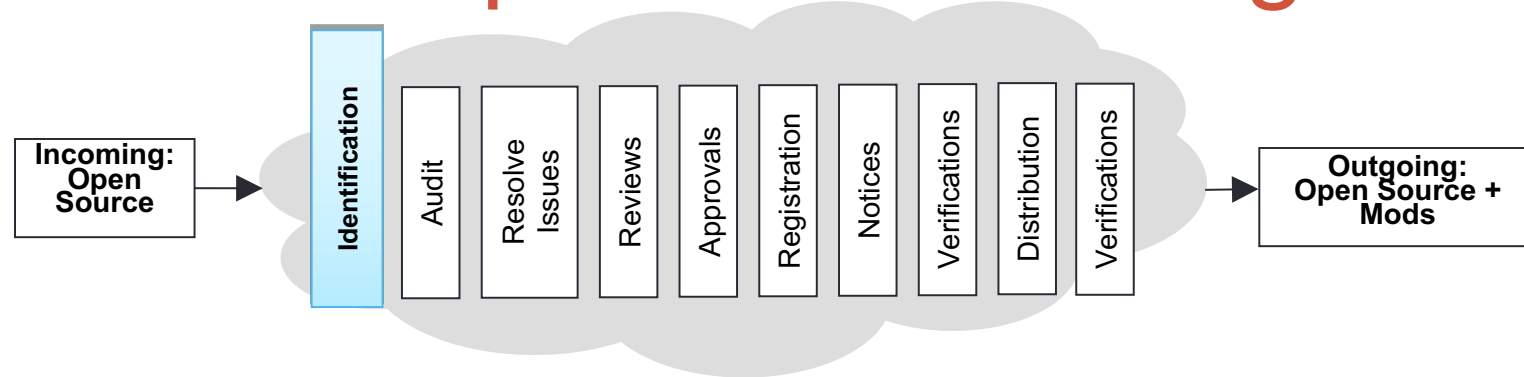 Incoming:
Open
Source
Identification
Audit
Resolve
Issues
Reviews
Approvals
Registration
Notices
Verifications
Distribution
Verifications
Outgoing:
Open Source +
Mods